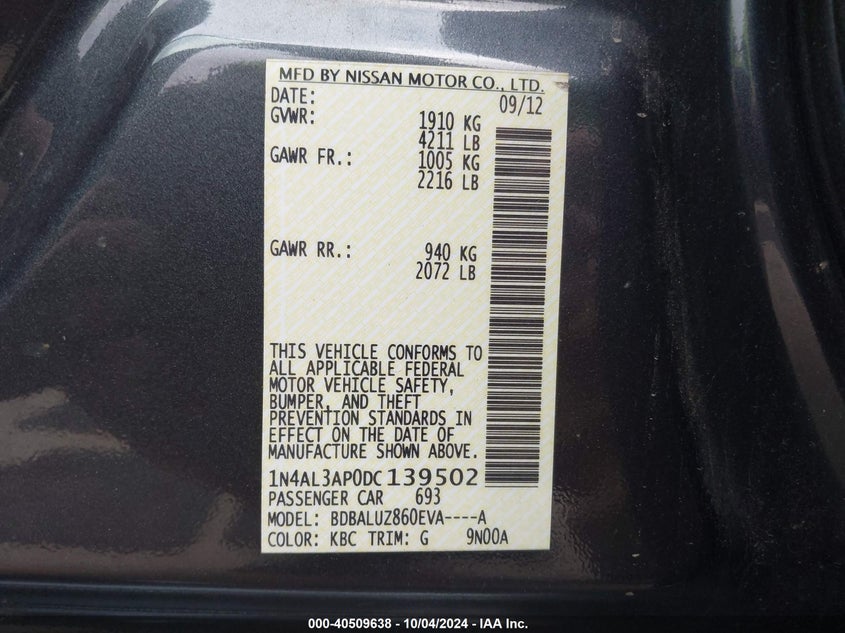 MFD BY NISSAN MOTOR CO., LTD.
DATE: 09/12
GVWR: 1910 KG
4211 LB
GAWR FR.: 1005 KG
2216 LB
GAWR RR.: 940 KG
2072 LB
THIS VEHICLE CONFORMS TO
ALL APPLICABLE FEDERAL
MOTOR VEHICLE SAFETY,
BUMPER, AND THEFT
PREVENTION STANDARDS IN
EFFECT ON THE DATE OF
MANUFACTURE SHOWN ABOVE.
1N4AL3AP0DC139502
PASSENGER CAR 693
MODEL: BDBALUZ860EVA----A
COLOR: KBC TRIM: G 9N00A
000-40509638 - 10/04/2024 - IAA Inc.